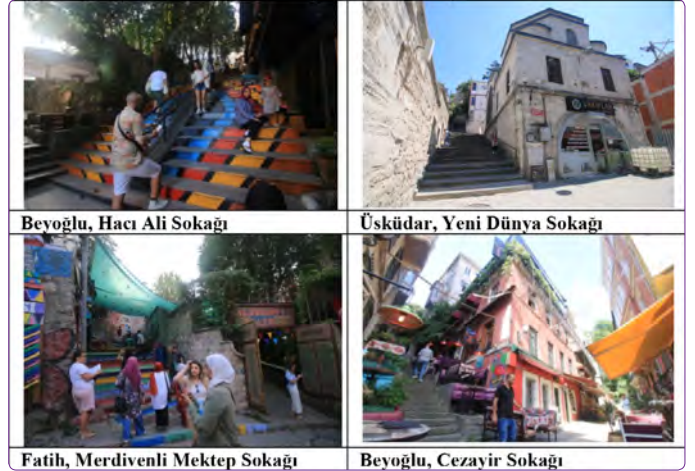 Beyoğlu, Hacı Ali Sokağı
Üsküdar, Yeni Dünya Sokağı
Fatih, Merdivenli Mektep Sokağı
Beyoğlu, Cezayir Sokağı